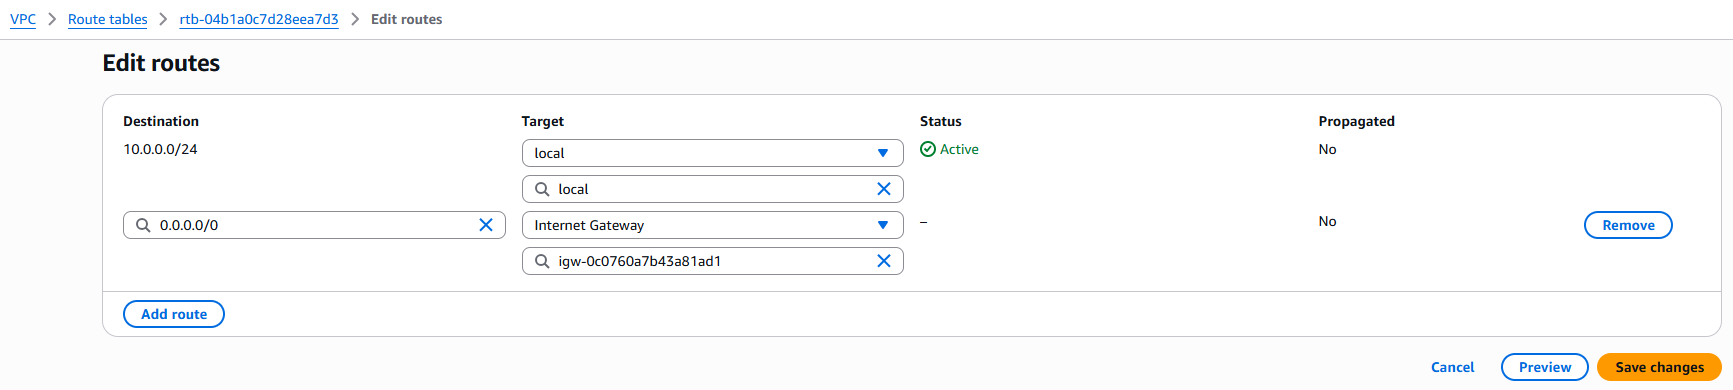 VPC > Route tables > rtb-04b1a0c7d28eea7d3 > Edit routes
Edit routes
Destination Target Status Propagated
10.0.0.0/24 local Active No
local
0.0.0.0/0 Internet Gateway – No Remove
igw-0c0760a7b43a81ad1
Add route
Cancel Preview Save changes